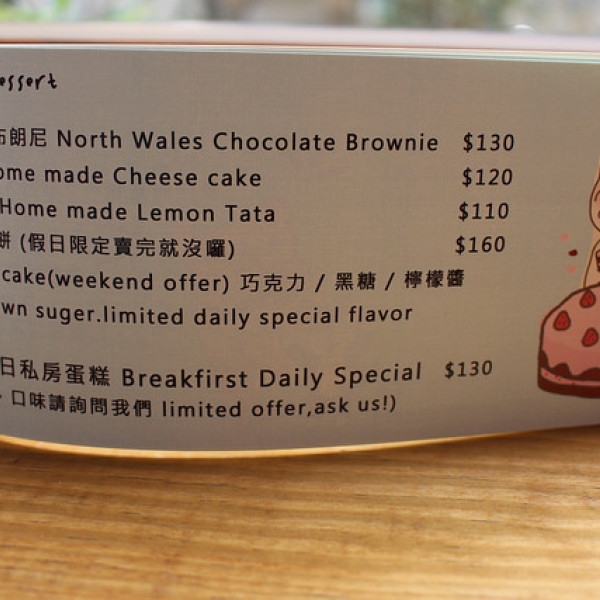 essert
布朗尼 North Wales Chocolate Brownie $130
ome made Cheese cake $120
Home made Lemon Tata $110
餅 (假日限定賣完就沒囉) $160
cake(weekend offer) 巧克力 / 黑糖 / 檸檬醬
wn suger.limited daily special flavor
日私房蛋糕 Breakfirst Daily Special $130
、口味請詢問我們 limited offer,ask us!)